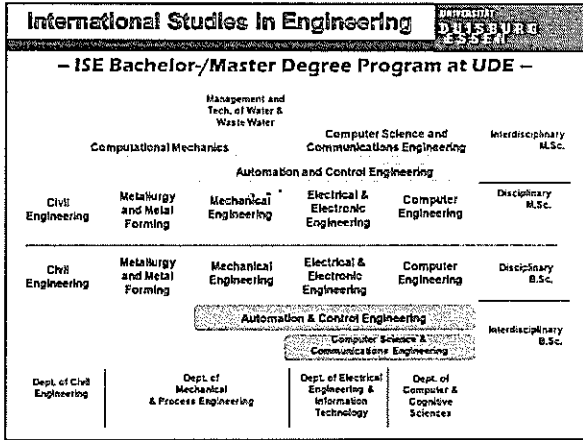 International Studies in Engineering
UNIVERSITÄT
DUISBURG
ESSEN
– ISE Bachelor-/Master Degree Program at UDE –
Management and
Tech. of Water &
Waste Water
Computational Mechanics
Computer Science and
Communications Engineering
Interdisciplinary
M.Sc.
Automation and Control Engineering
Civil
Engineering
Metallurgy
and Metal
Forming
Mechanical
Engineering
Electrical &
Electronic
Engineering
Computer
Engineering
Disciplinary
M.Sc.
Civil
Engineering
Metallurgy
and Metal
Forming
Mechanical
Engineering
Electrical &
Electronic
Engineering
Computer
Engineering
Disciplinary
B.Sc.
Automation & Control Engineering
Computer Science &
Communications Engineering
Interdisciplinary
B.Sc.
Dept. of Civil
Engineering
Dept. of
Mechanical
& Process Engineering
Dept. of Electrical
Engineering &
Information
Technology
Dept. of
Computer &
Cognitive
Sciences